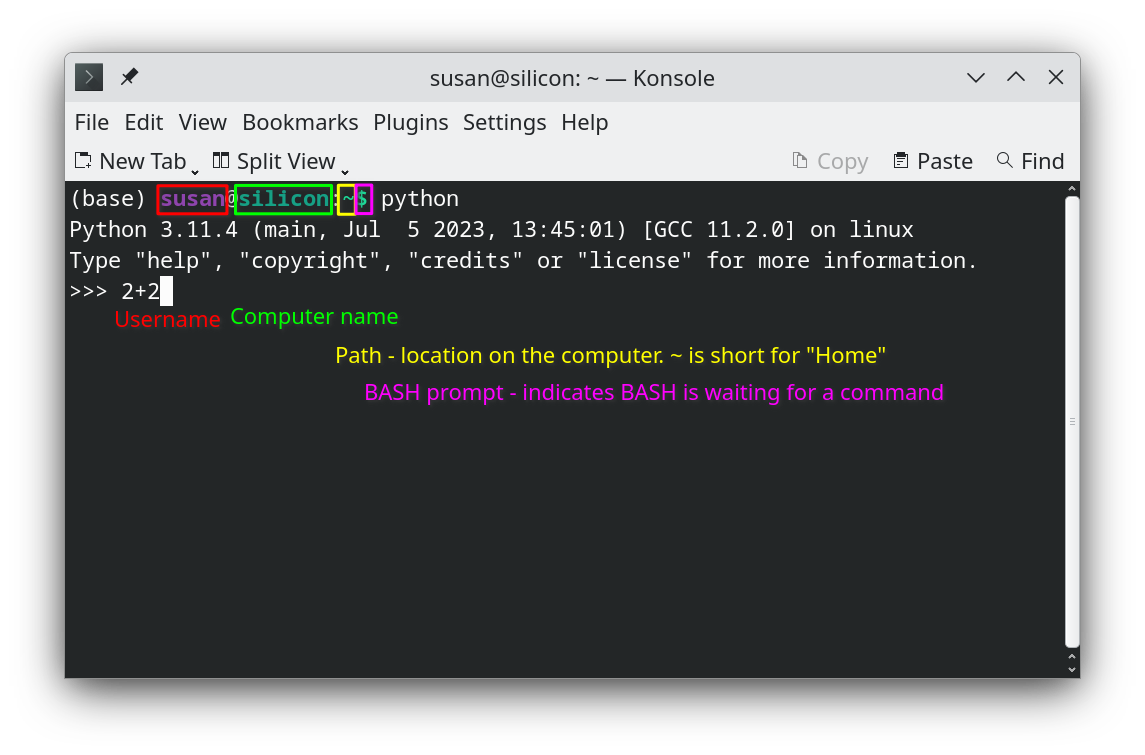 susan@silicon: ~ — Konsole
File Edit View Bookmarks Plugins Settings Help
New Tab Split View Copy Paste Find
(base) susan@silicon:~$ python
Python 3.11.4 (main, Jul  5 2023, 13:45:01) [GCC 11.2.0] on linux
Type "help", "copyright", "credits" or "license" for more information.
>>> 2+2
Username Computer name
Path - location on the computer. ~ is short for "Home"
BASH prompt - indicates BASH is waiting for a command